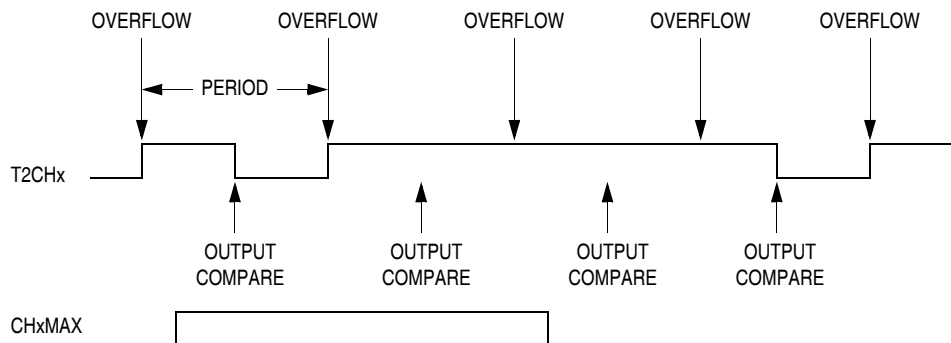 OVERFLOW OVERFLOW OVERFLOW OVERFLOW OVERFLOW
PERIOD
T2CHx
OUTPUT COMPARE
OUTPUT COMPARE
OUTPUT COMPARE
OUTPUT COMPARE
CHxMAX